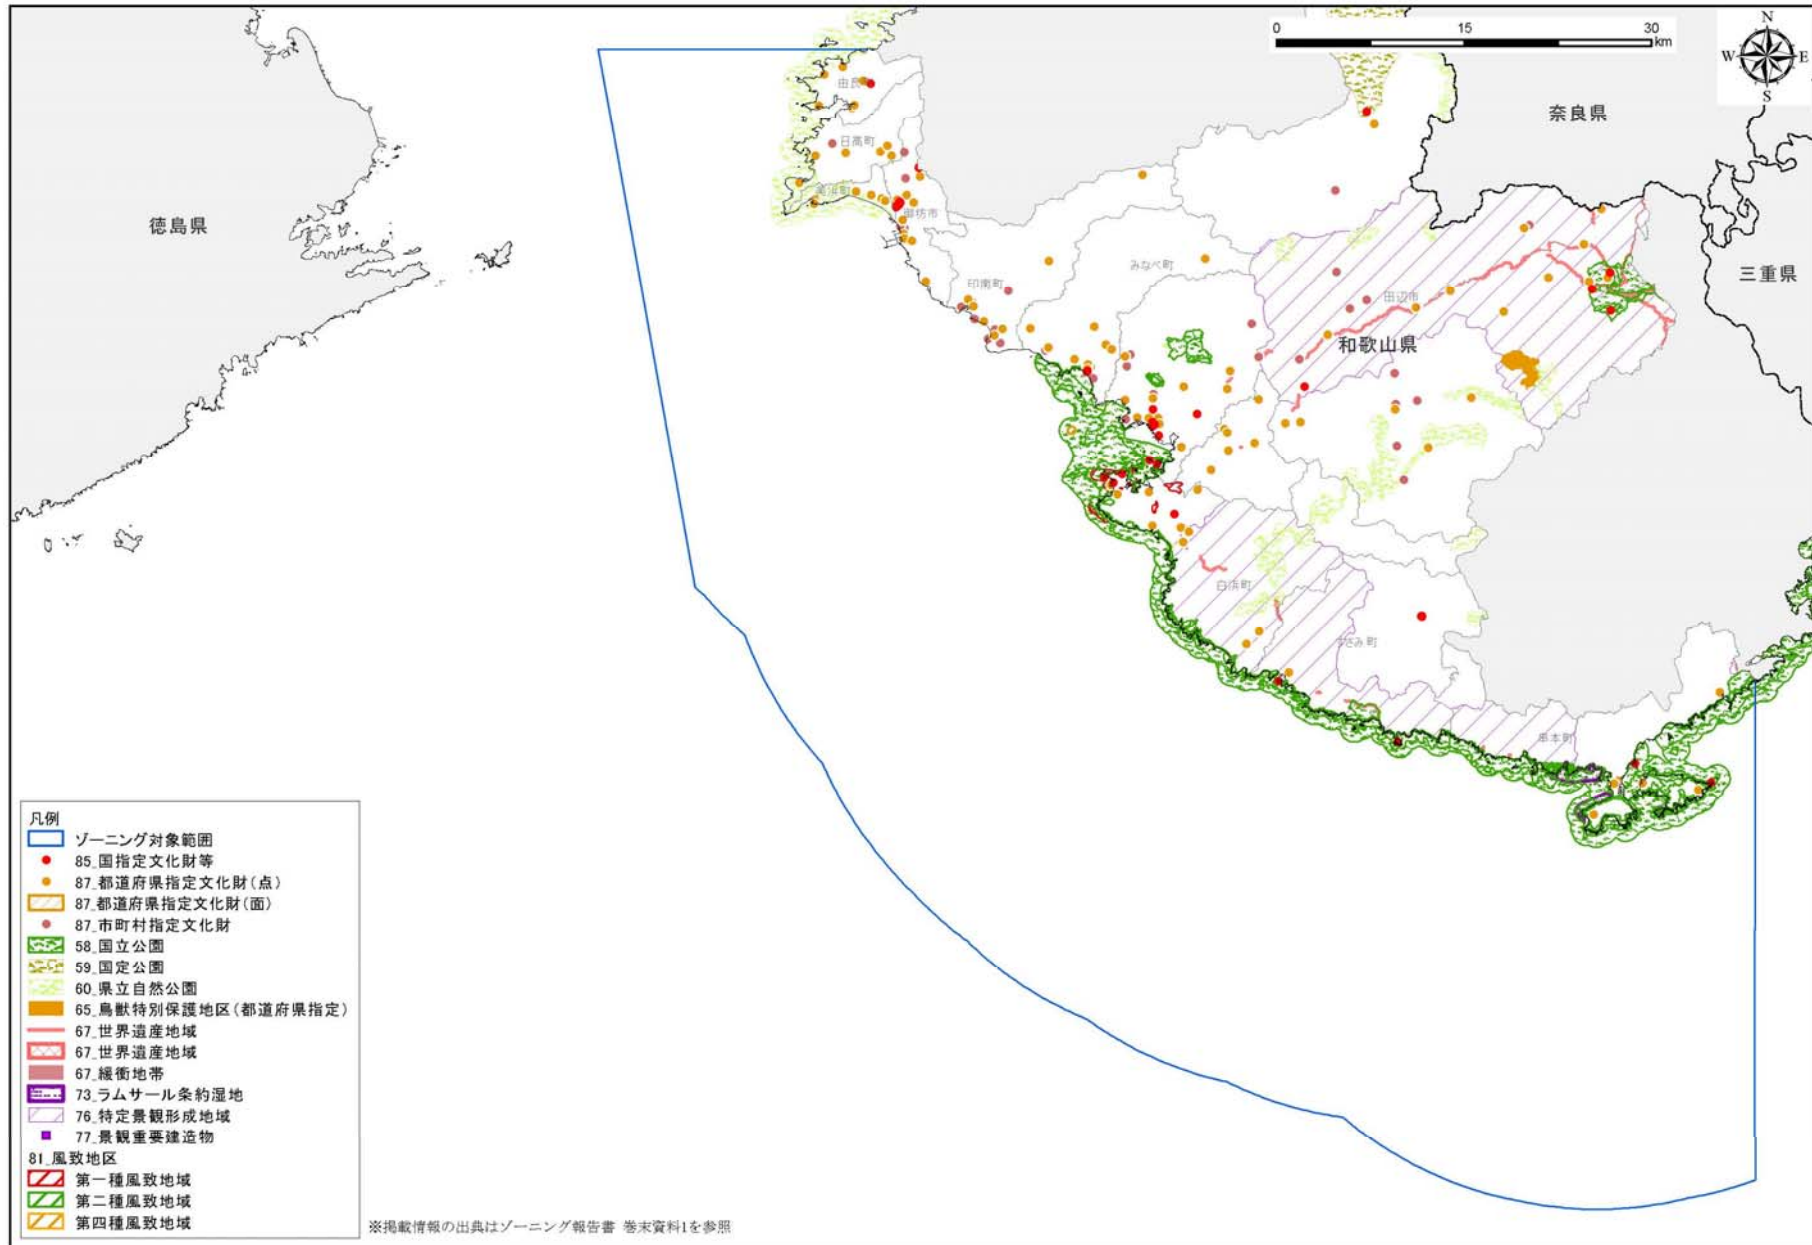 0 15 30
km
N
W E
S
奈良県
三重県
徳島県
和歌山県
由良町
日高町
美浜町
御坊市
印南町
みなべ町
田辺市
白浜町
すさみ町
串本町
凡例
ゾーニング対象範囲
85_国指定文化財等
87_都道府県指定文化財(点)
87_都道府県指定文化財(面)
87_市町村指定文化財
58_国立公園
59_国定公園
60_県立自然公園
65_鳥獣特別保護地区(都道府県指定)
67_世界遺産地域
67_世界遺産地域
67_緩衝地帯
73_ラムサール条約湿地
76_特定景観形成地域
77_景観重要建造物
81_風致地区
第一種風致地域
第二種風致地域
第四種風致地域
※掲載情報の出典はゾーニング報告書 巻末資料1を参照